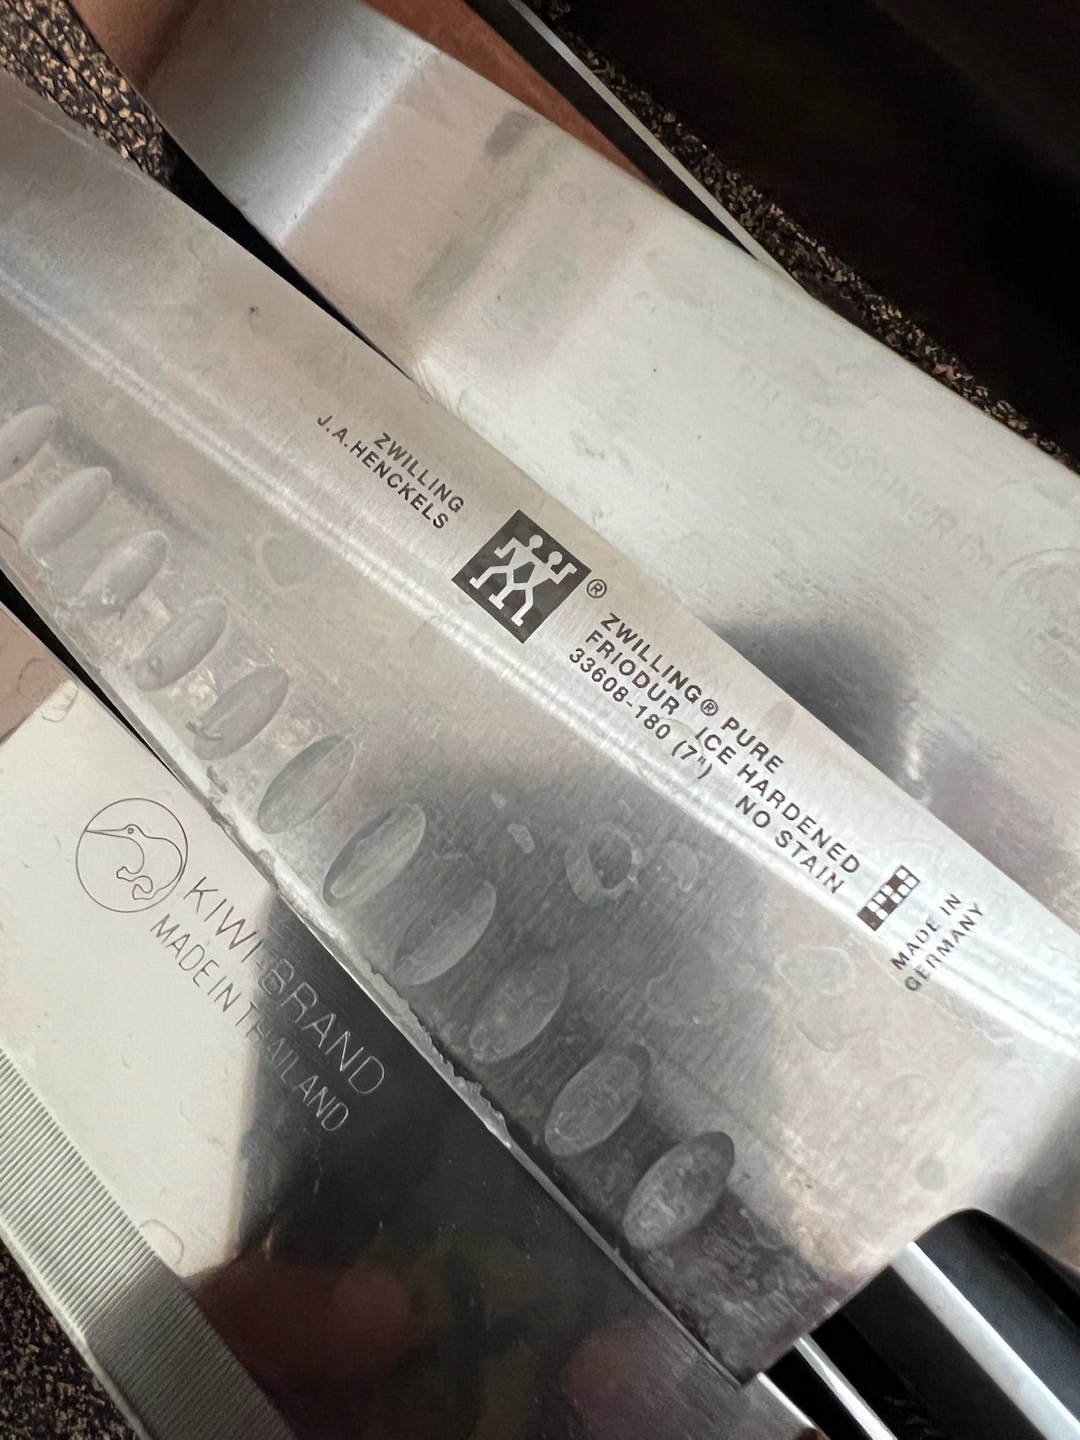 ZWILLING
J.A.HENCKELS
®
ZWILLING® PURE
FRIODUR   ICE HARDENED
33608-180 (7")   NO STAIN
MADE IN
GERMANY
KIWI-BRAND
MADE IN THAILAND